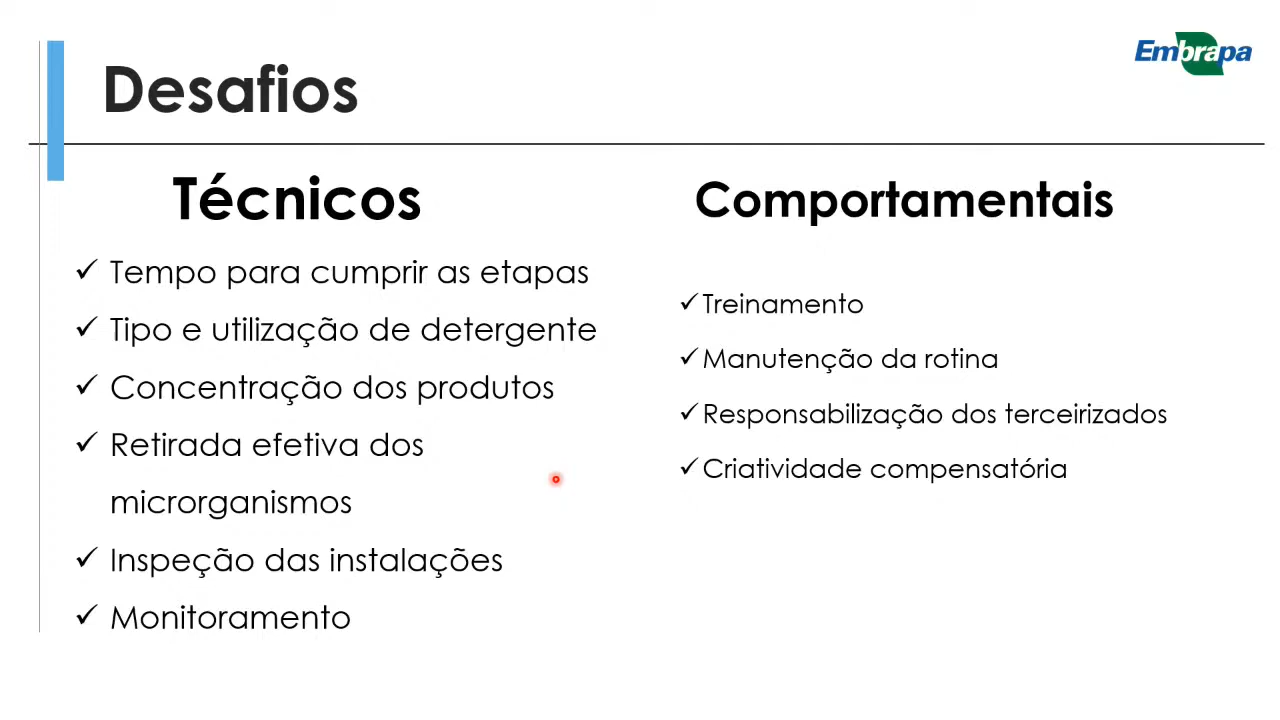 Embrapa
Desafios
Técnicos
✓ Tempo para cumprir as etapas
✓ Tipo e utilização de detergente
✓ Concentração dos produtos
✓ Retirada efetiva dos
microrganismos
✓ Inspeção das instalações
✓ Monitoramento
Comportamentais
✓Treinamento
✓Manutenção da rotina
✓Responsabilização dos terceirizados
✓Criatividade compensatória